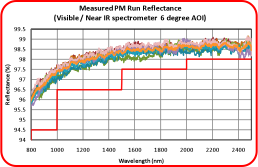 Measured PM Run Reflectance
(Visible / Near IR spectrometer 6 degree AOI)
Reflectance (%)
99.5
99
98.5
98
97.5
97
96.5
96
95.5
95
94.5
94
800 1000 1200 1400 1600 1800 2000 2200 2400
Wavelength (nm)